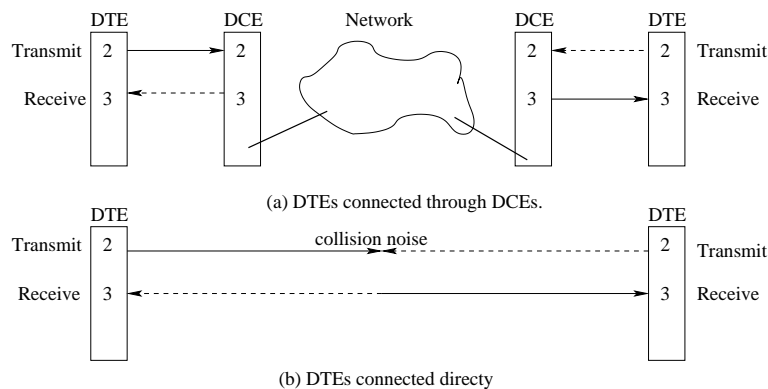 DTE DCE Network DCE DTE
Transmit 2 2 2 2 Transmit
Receive 3 3 3 3 Receive
(a) DTEs connected through DCEs.
DTE DTE
Transmit 2 collision noise 2 Transmit
Receive 3 3 Receive
(b) DTEs connected directy